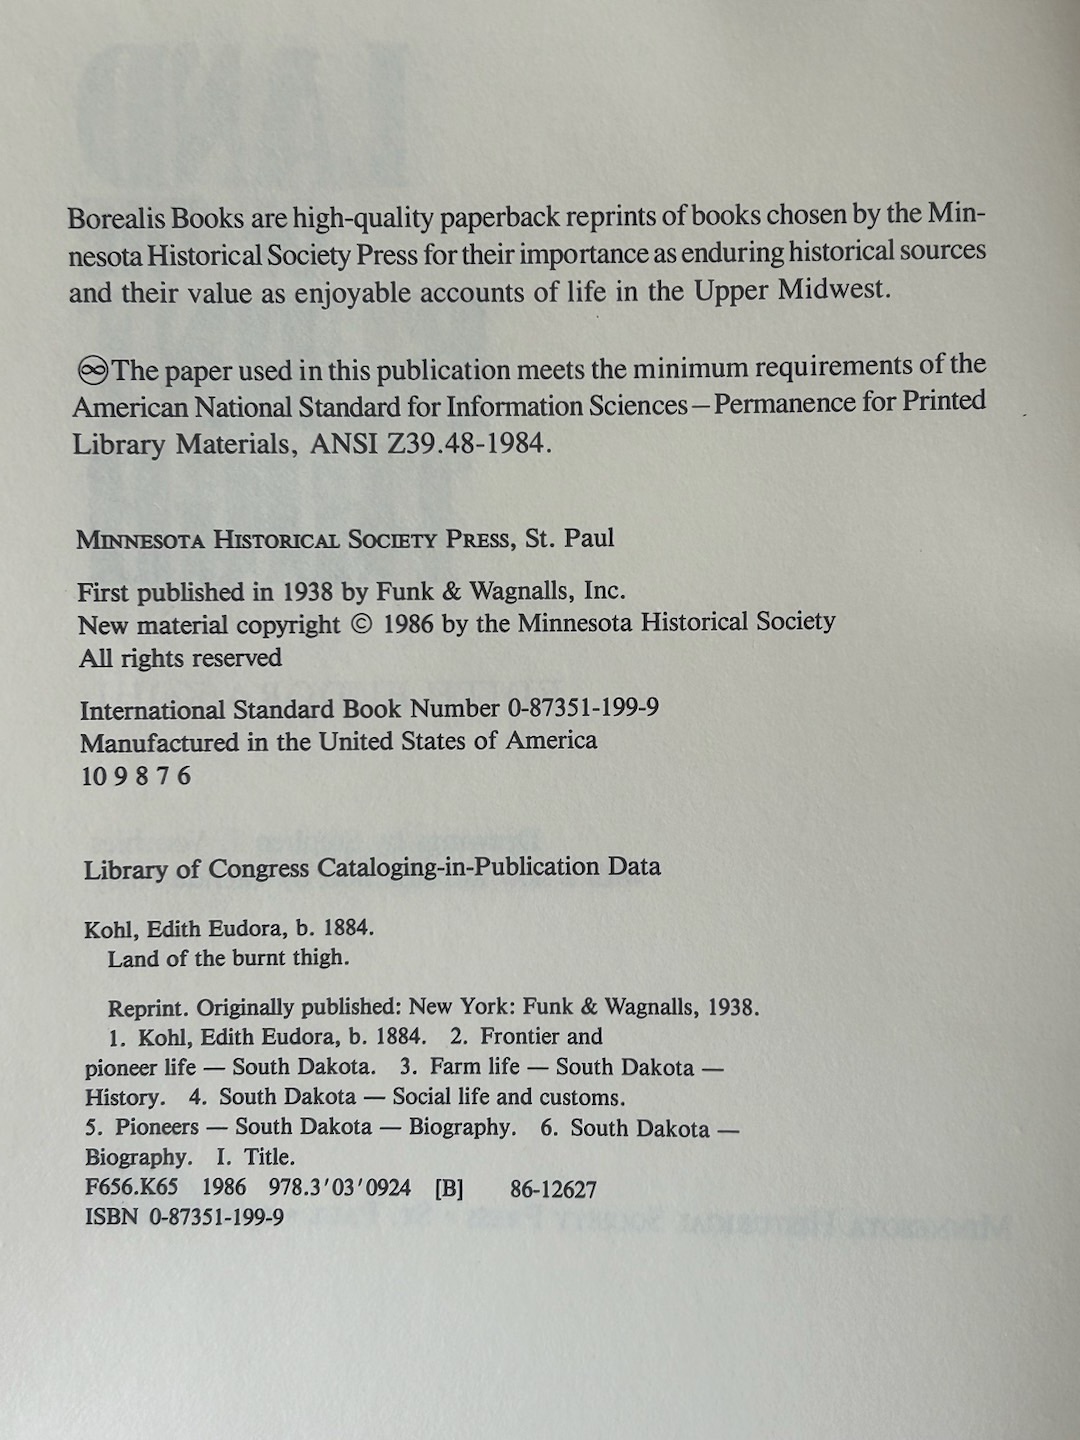 Borealis Books are high-quality paperback reprints of books chosen by the Min-
nesota Historical Society Press for their importance as enduring historical sources
and their value as enjoyable accounts of life in the Upper Midwest.
♾The paper used in this publication meets the minimum requirements of the
American National Standard for Information Sciences—Permanence for Printed
Library Materials, ANSI Z39.48-1984.
MINNESOTA HISTORICAL SOCIETY PRESS, St. Paul
First published in 1938 by Funk & Wagnalls, Inc.
New material copyright © 1986 by the Minnesota Historical Society
All rights reserved
International Standard Book Number 0-87351-199-9
Manufactured in the United States of America
10 9 8 7 6
Library of Congress Cataloging-in-Publication Data
Kohl, Edith Eudora, b. 1884.
Land of the burnt thigh.
Reprint. Originally published: New York: Funk & Wagnalls, 1938.
1. Kohl, Edith Eudora, b. 1884. 2. Frontier and
pioneer life — South Dakota. 3. Farm life — South Dakota —
History. 4. South Dakota — Social life and customs.
5. Pioneers — South Dakota — Biography. 6. South Dakota —
Biography. I. Title.
F656.K65 1986 978.3′03′0924 [B] 86-12627
ISBN 0-87351-199-9